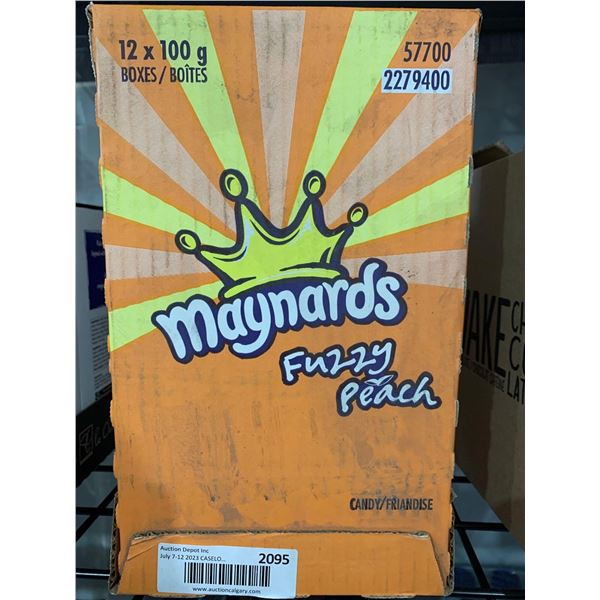 12 x 100 g
BOXES / BOÎTES
57700
2279400
maynards
Fuzzy
Peach
CANDY/FRIANDISE
Auction Depot Inc
July 7-12 2023 CASELO...
2095
www.auctioncalgary.com